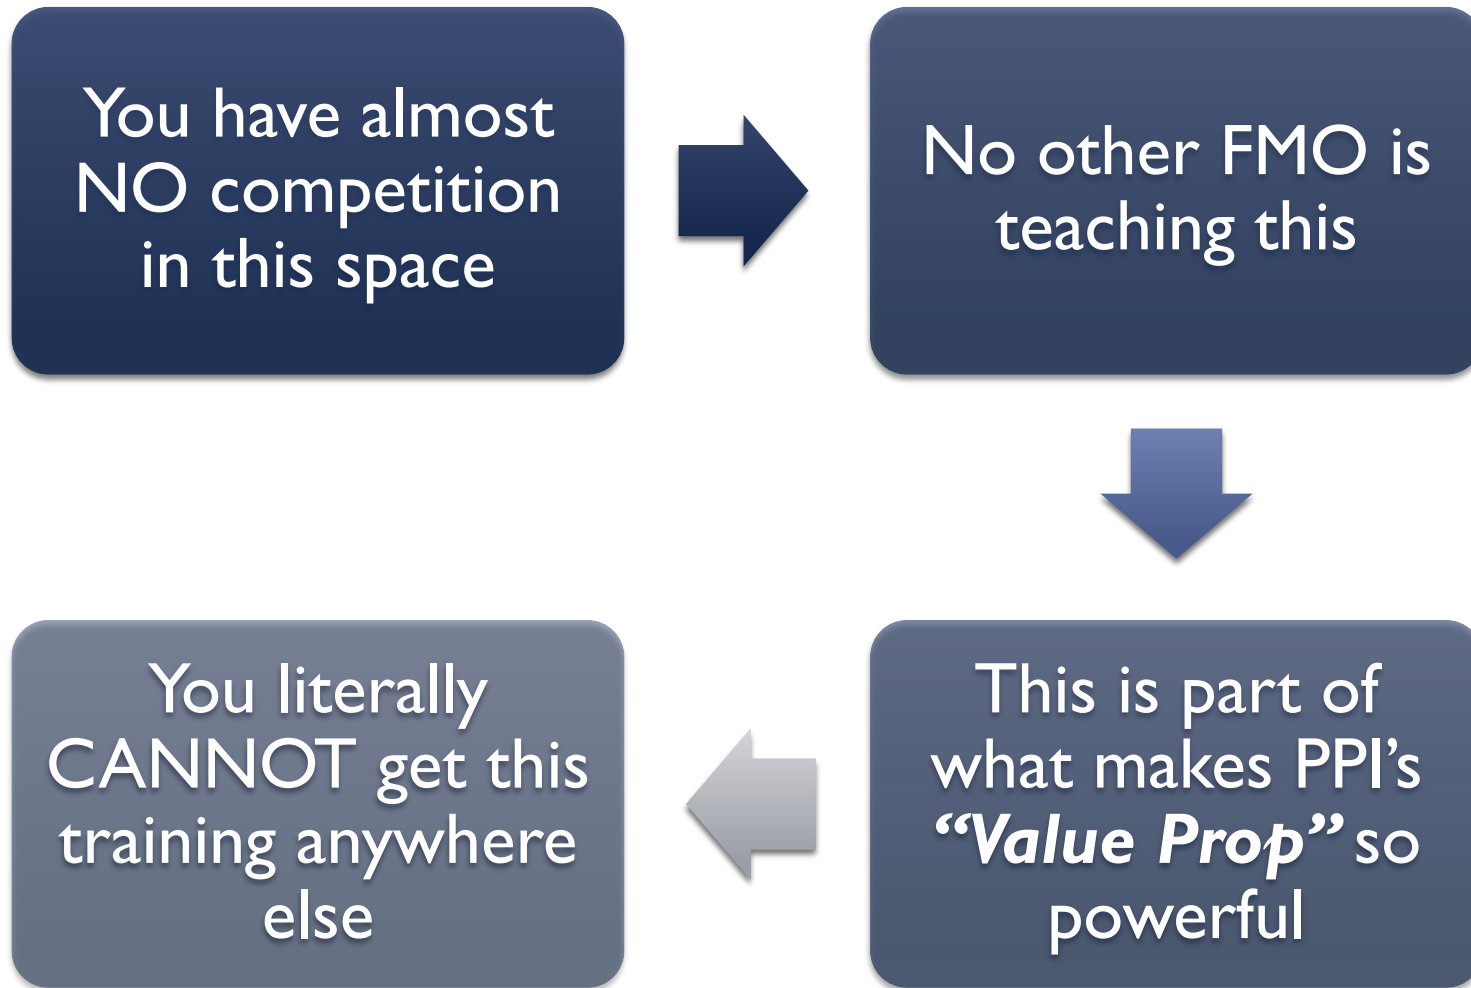 You have almost
NO competition
in this space
No other FMO is
teaching this
This is part of
what makes PPI’s
“Value Prop” so
powerful
You literally
CANNOT get this
training anywhere
else